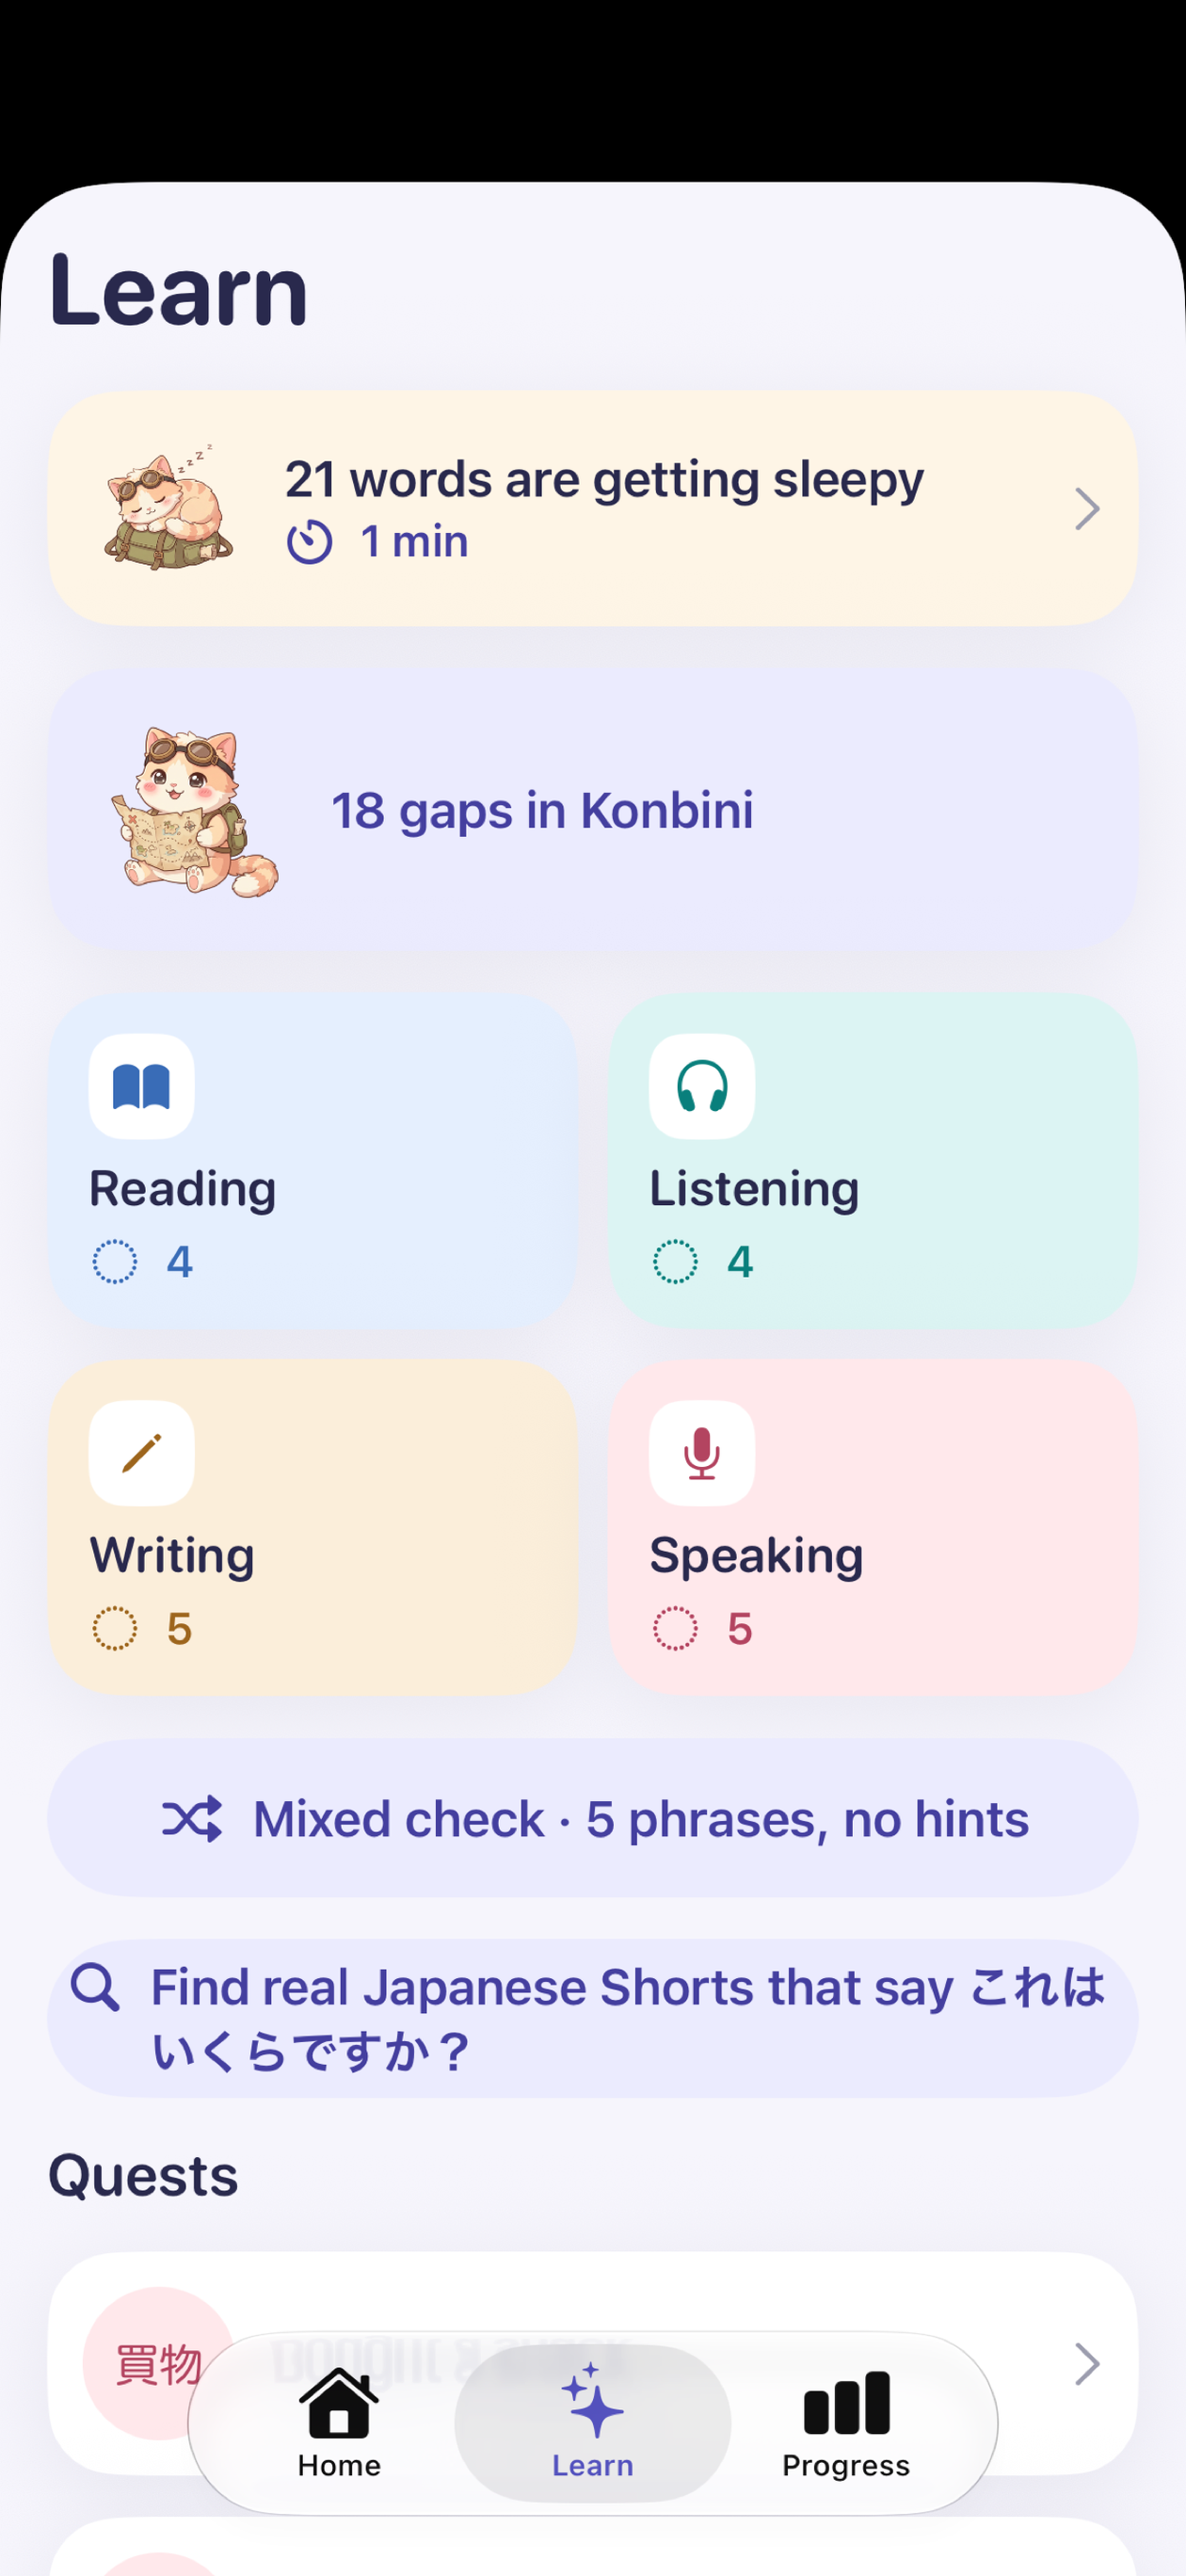 Learn
z z z z
21 words are getting sleepy
1 min
18 gaps in Konbini
Reading
4
Listening
4
Writing
5
Speaking
5
Mixed check · 5 phrases, no hints
Find real Japanese Shorts that say これは
いくらですか？
Quests
買物
Home
Learn
Progress